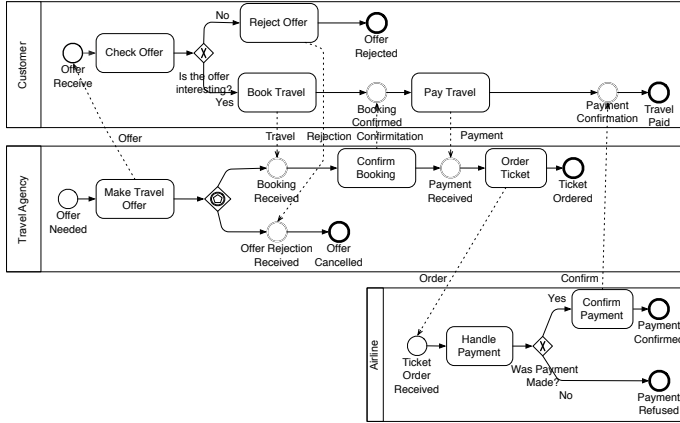 Customer
Offer
Receive
Check Offer
No
Reject Offer
Offer
Rejected
Is the offer
interesting?
Yes
Book Travel
Booking
Confirmed
Pay Travel
Payment
Confirmation
Travel
Paid
Offer
Travel
Rejection
Confirmitation
Payment
Travel Agency
Offer
Needed
Make Travel
Offer
Booking
Received
Confirm
Booking
Payment
Received
Order
Ticket
Ticket
Ordered
Offer Rejection
Received
Offer
Cancelled
Order
Confirm
Airline
Ticket
Order
Received
Handle
Payment
Was Payment
Made?
Yes
Confirm
Payment
Payment
Confirmed
No
Payment
Refused